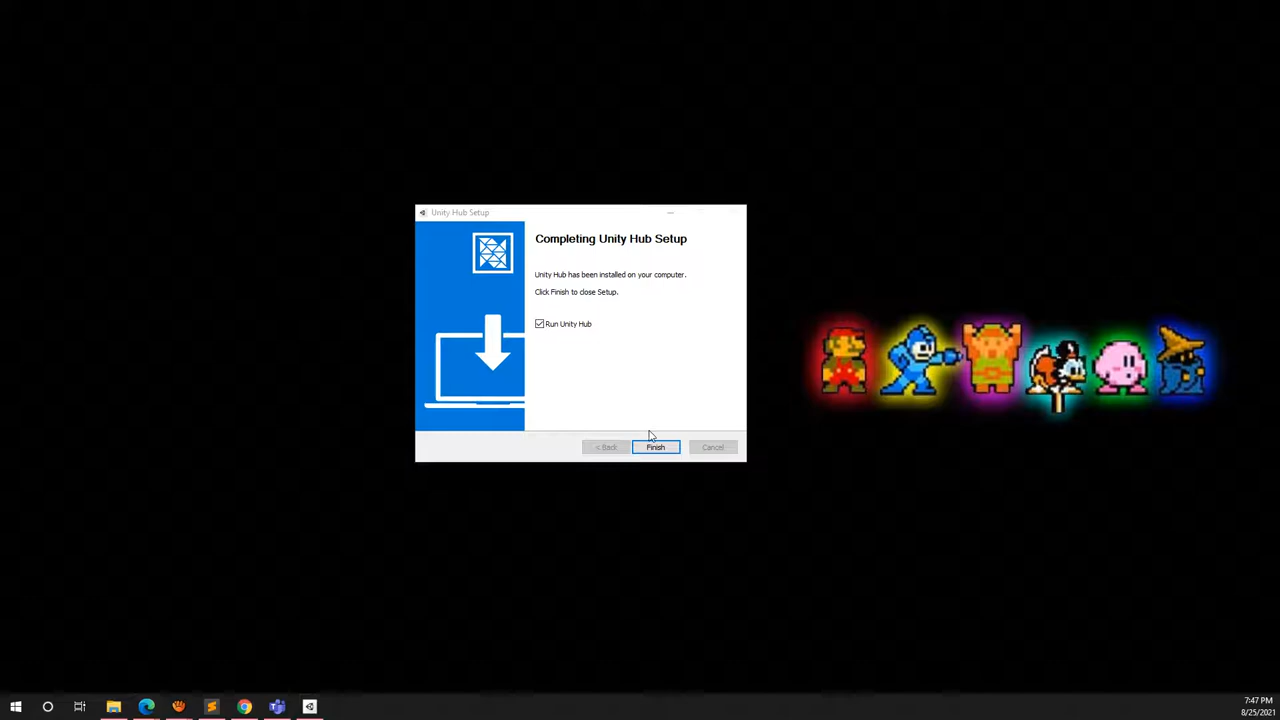 Unity Hub Setup
Completing Unity Hub Setup
Unity Hub has been installed on your computer.
Click Finish to close Setup.
Run Unity Hub
< Back
Finish
Cancel
7:47 PM
8/25/2021